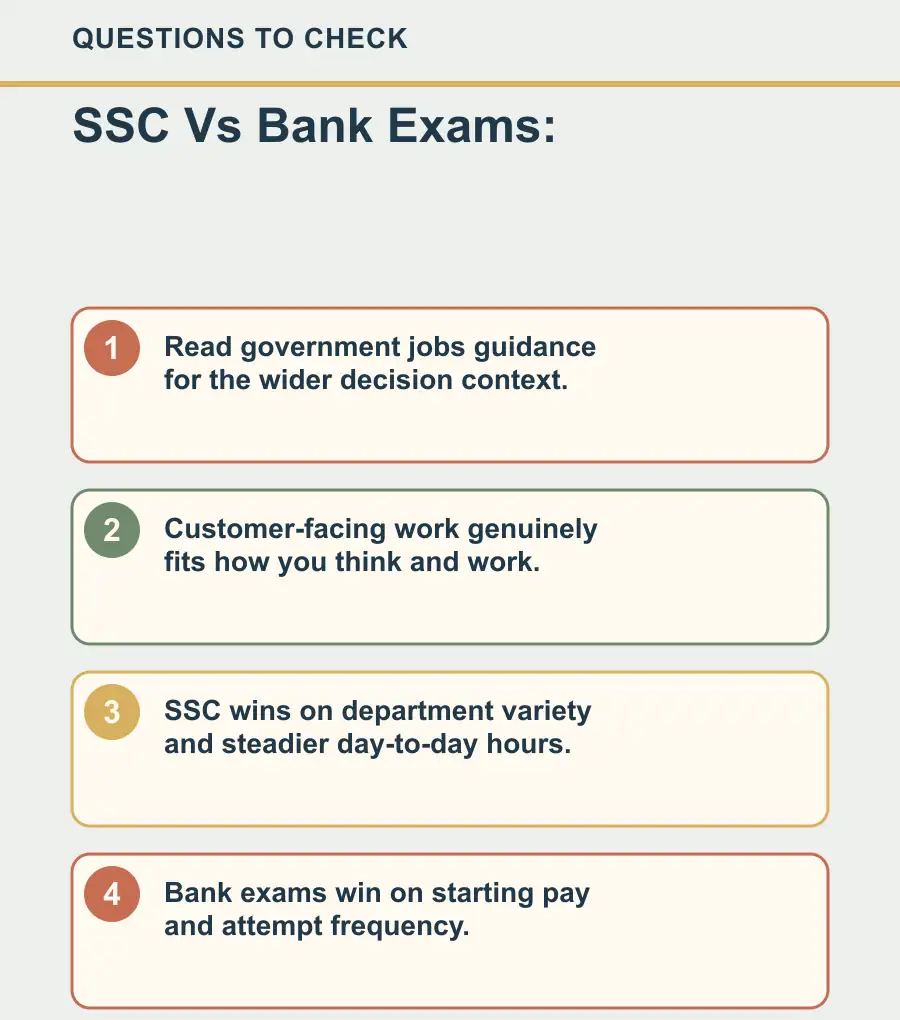 QUESTIONS TO CHECK
SSC Vs Bank Exams:
1
Read government jobs guidance
for the wider decision context.
2
Customer-facing work genuinely
fits how you think and work.
3
SSC wins on department variety
and steadier day-to-day hours.
4
Bank exams win on starting pay
and attempt frequency.